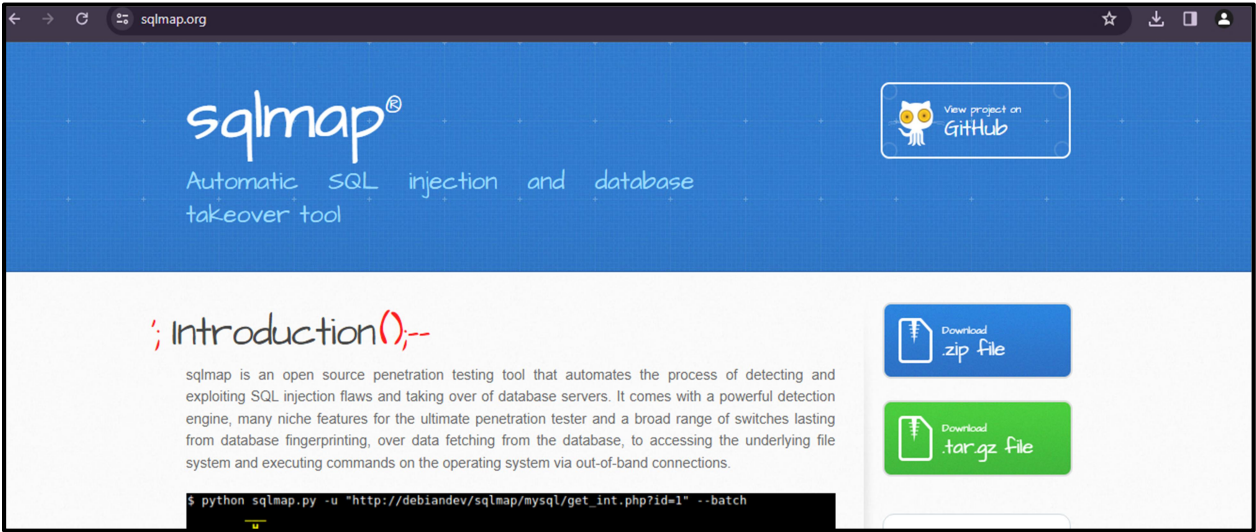 sqlmap.org
sqlmap®
View project on
GitHub
Automatic SQL injection and database
takeover tool
'; Introduction();--
sqlmap is an open source penetration testing tool that automates the process of detecting and
exploiting SQL injection flaws and taking over of database servers. It comes with a powerful detection
engine, many niche features for the ultimate penetration tester and a broad range of switches lasting
from database fingerprinting, over data fetching from the database, to accessing the underlying file
system and executing commands on the operating system via out-of-band connections.
$ python sqlmap.py -u "http://debiandev/sqlmap/mysql/get_int.php?id=1" --batch
Download
.zip file
Download
.tar.gz file